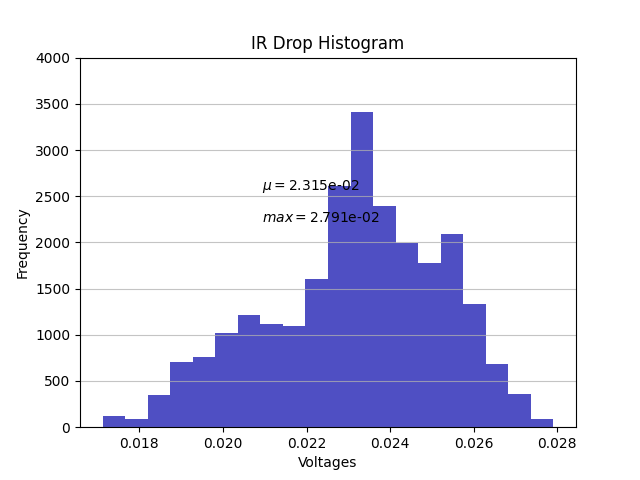 IR Drop Histogram
4000
3500
3000
2500
2000
1500
1000
500
0
Frequency
μ = 2.315e-02
max = 2.791e-02
0.018 0.020 0.022 0.024 0.026 0.028
Voltages